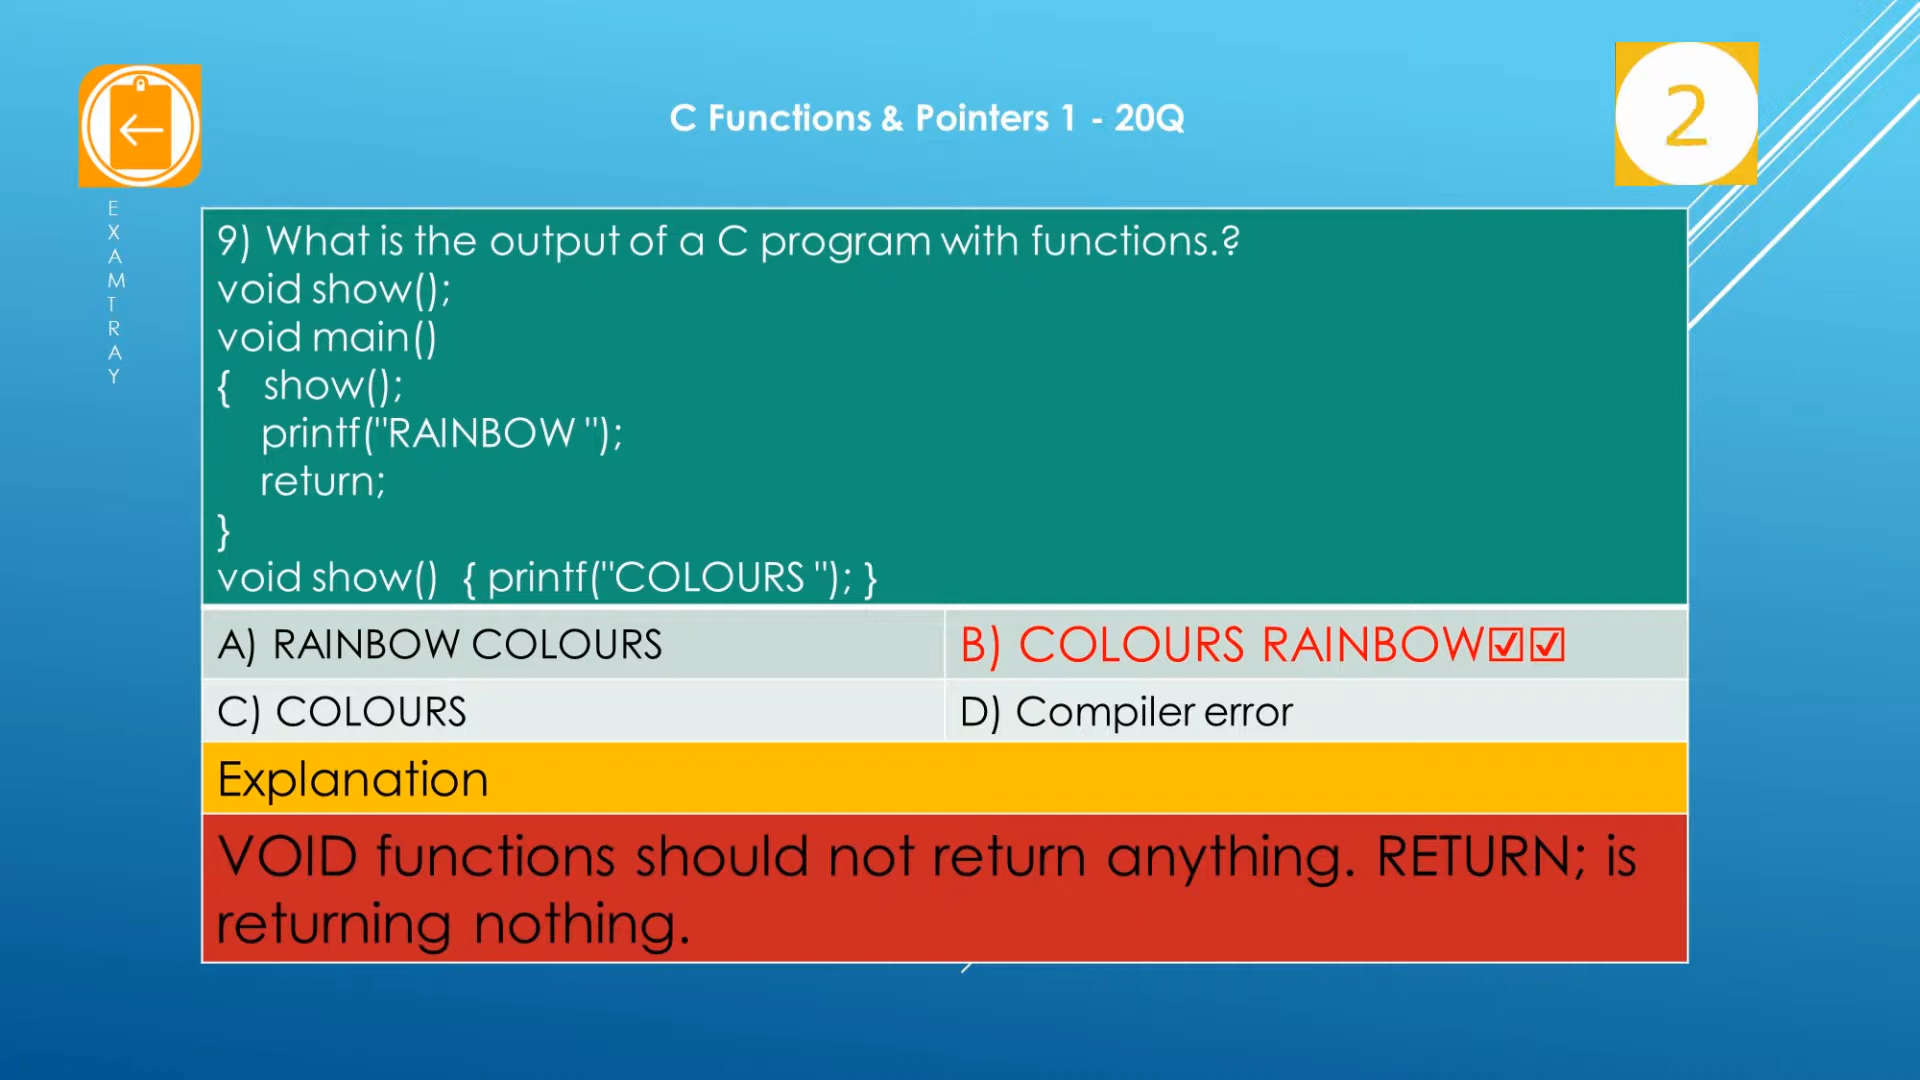 C Functions & Pointers 1 - 20Q
2
E
X
A
M
T
R
A
Y
9) What is the output of a C program with functions.?
void show();
void main()
{ show();
printf("RAINBOW ");
return;
}
void show() { printf("COLOURS "); }
A) RAINBOW COLOURS
B) COLOURS RAINBOW☑☑
C) COLOURS
D) Compiler error
Explanation
VOID functions should not return anything. RETURN; is
returning nothing.